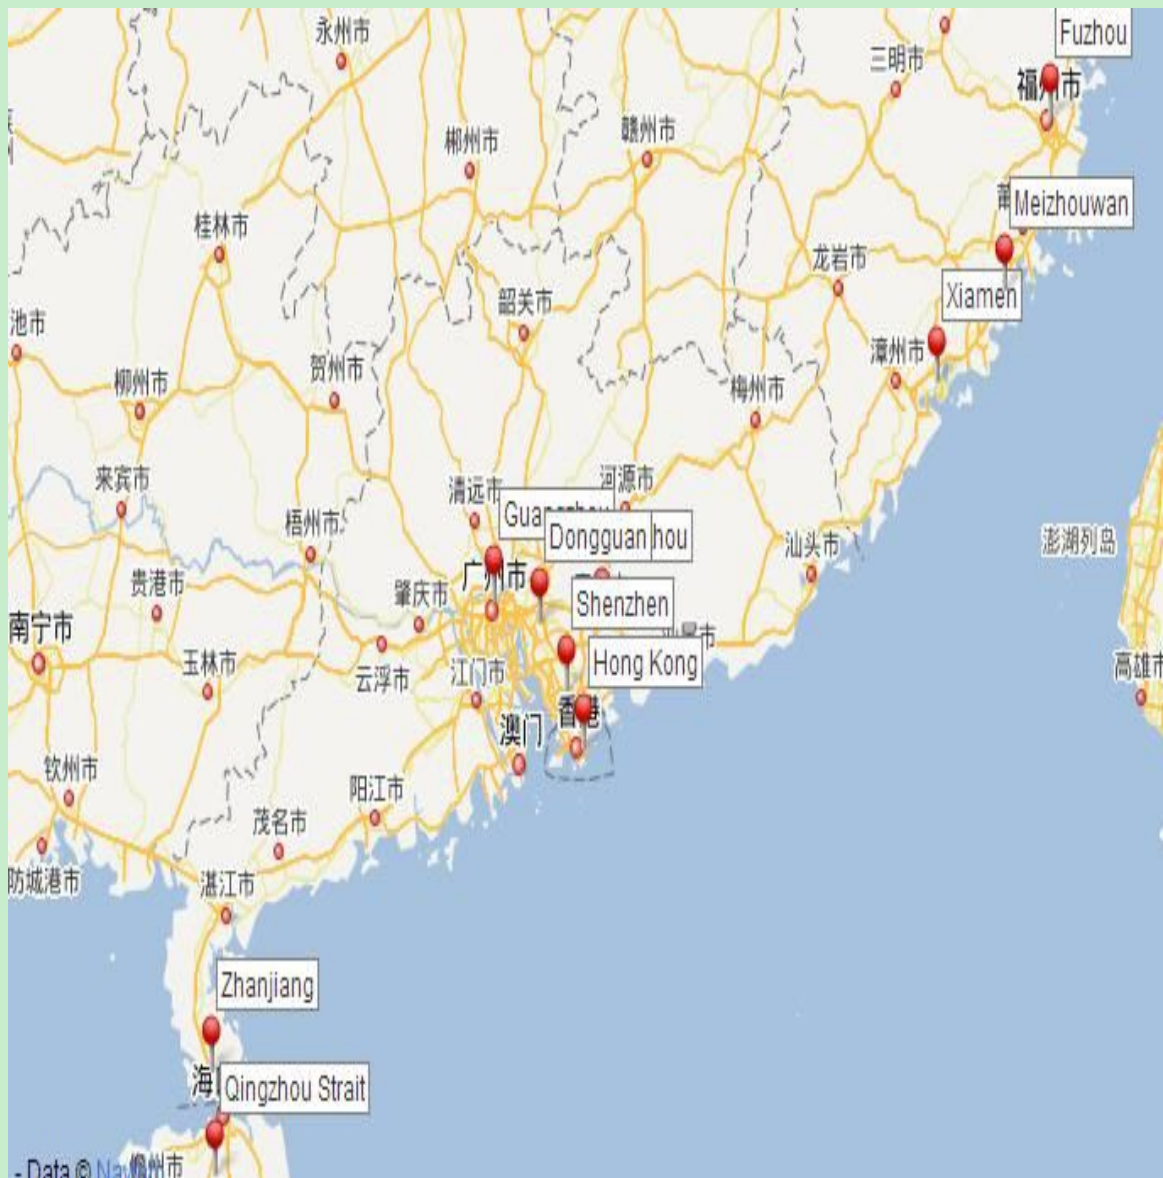 永州市
Fuzhou
三明市
福州市
郴州市
赣州市
Meizhouwan
桂林市
龙岩市
Xiamen
韶关市
池市
漳州市
贺州市
柳州市
梅州市
来宾市
清远市
河源市
Guangzhou
梧州市
Dongguan
hou
汕头市
澎湖列岛
广州市
贵港市
肇庆市
Shenzhen
南宁市
玉林市
云浮市
江门市
Hong Kong
高雄市
澳门
香港
钦州市
阳江市
茂名市
防城港市
湛江市
Zhanjiang
海
Qingzhou Strait
- Data ©